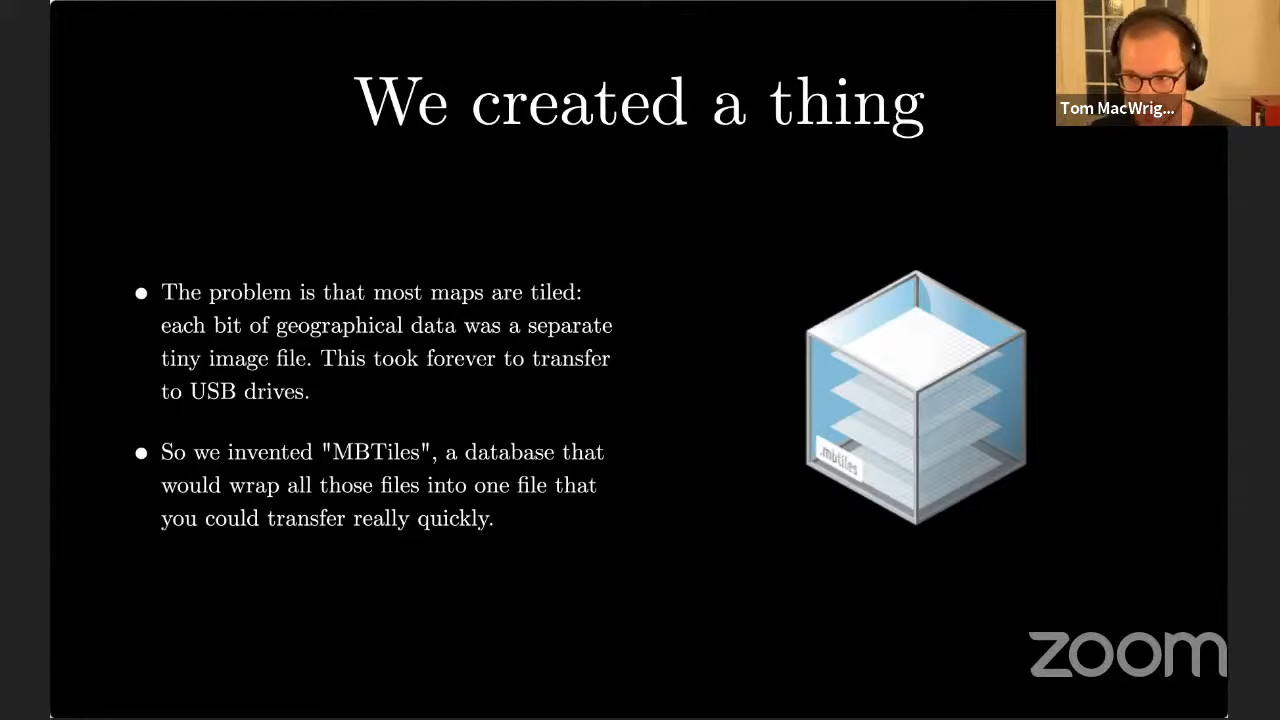 We created a thing
Tom MacWrig...
● The problem is that most maps are tiled:
each bit of geographical data was a separate
tiny image file. This took forever to transfer
to USB drives.
● So we invented "MBTiles", a database that
would wrap all those files into one file that
you could transfer really quickly.
.mbtiles
zoom